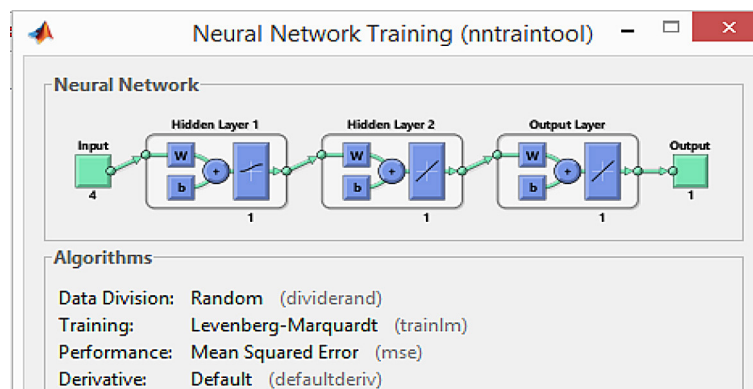 Neural Network Training (nntraintool)
Neural Network
Hidden Layer 1 Hidden Layer 2 Output Layer
Input Output
W W W
+ + +
b b b
4 1
1 1 1
Algorithms
Data Division: Random (dividerand)
Training: Levenberg-Marquardt (trainlm)
Performance: Mean Squared Error (mse)
Derivative: Default (defaultderiv)